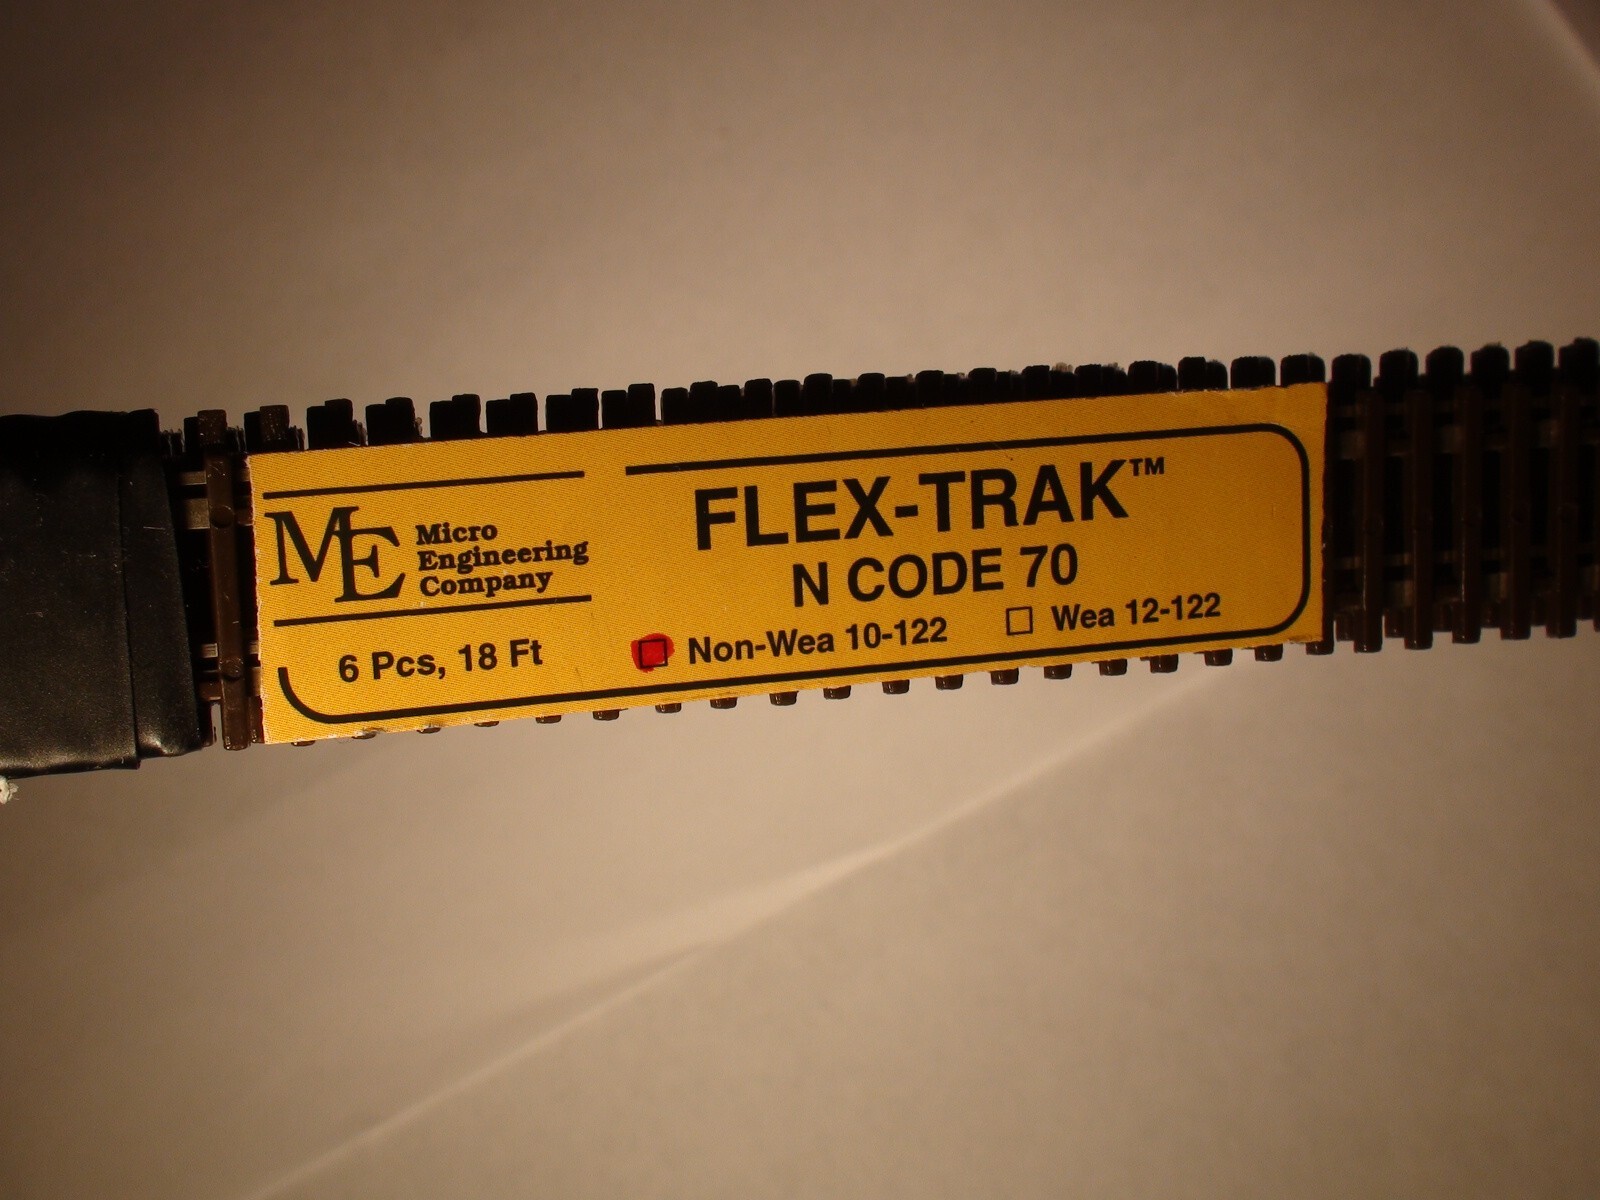 ME Micro
Engineering
Company
6 Pcs, 18 Ft
FLEX-TRAK™
N CODE 70
Non-Wea 10-122 Wea 12-122